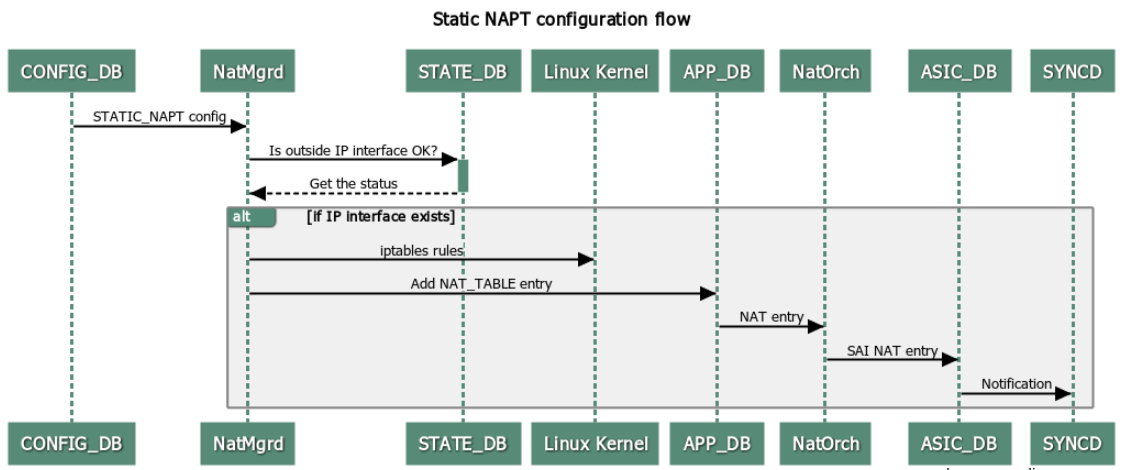 Static NAPT configuration flow
CONFIG_DB NatMgrd STATE_DB Linux Kernel APP_DB NatOrch ASIC_DB SYNCD
STATIC_NAPT config
Is outside IP interface OK?
Get the status
alt [if IP interface exists]
iptables rules
Add NAT_TABLE entry
NAT entry
SAI NAT entry
Notification
CONFIG_DB NatMgrd STATE_DB Linux Kernel APP_DB NatOrch ASIC_DB SYNCD